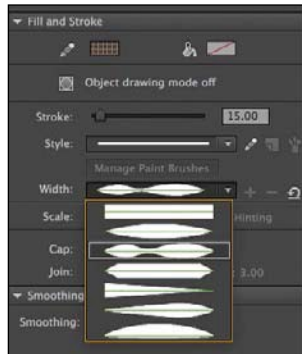 Fill and Stroke
Object drawing mode off
Stroke: 15.00
Style:
Manage Paint Brushes
Width:
Scale: Hinting
Cap:
Join: : 3.00
Smoothing
Smoothing: